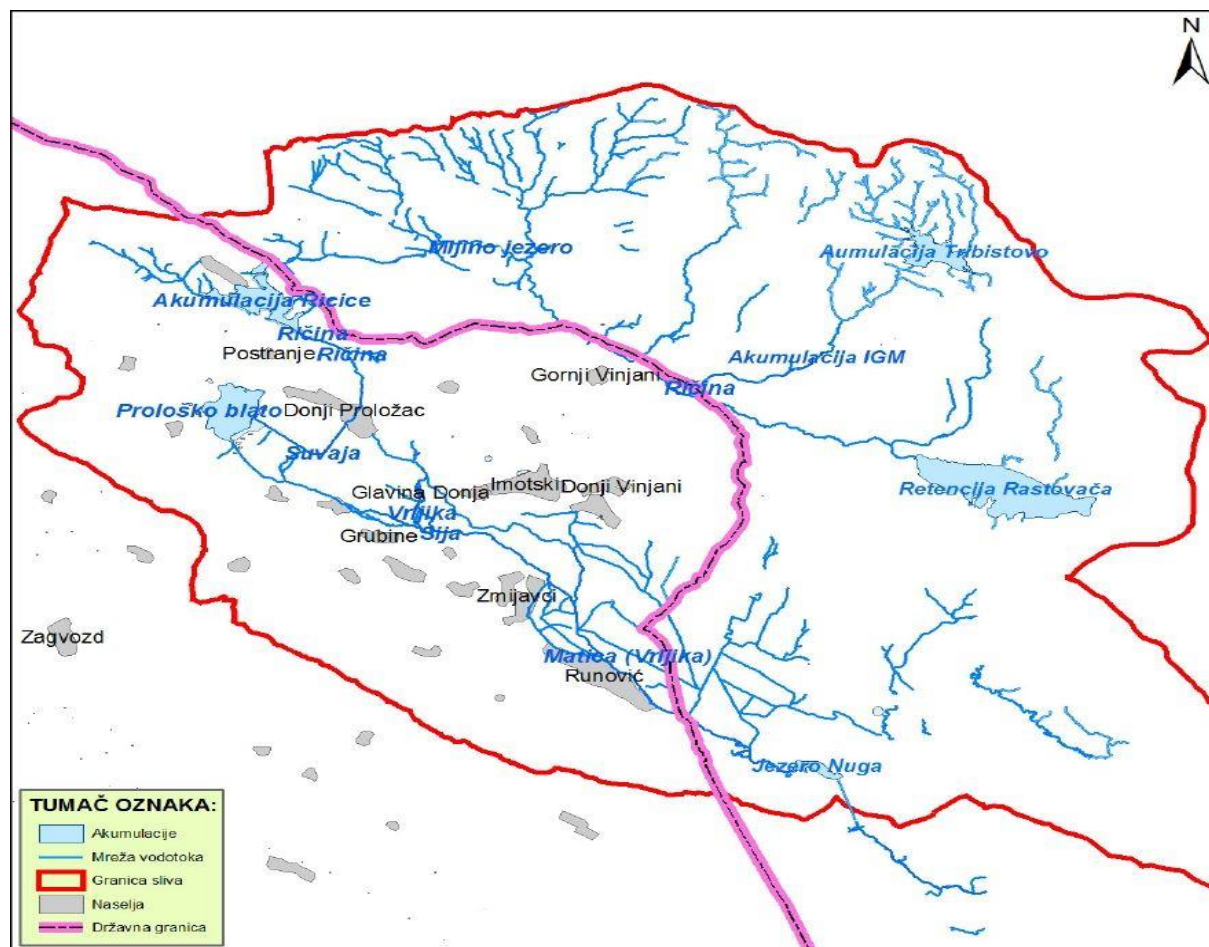 N
Mijino jezero
Aumulacija Tribistovo
Akumulacija Ricice
Ričina
Postranje
Ričina
Akumulacija IGM
Gornji Vinjani
Ričina
Prološko blato
Donji Proložac
Suvaja
Imotski
Donji Vinjani
Glavina Donja
Retencija Rastovača
Vrljika
Sija
Grubine
Zmijavci
Zagvozd
Matica (Vrljika)
Runović
Jezero Nuga
TUMAČ OZNAKA:
Akumulacije
Mreža vodotoka
Granica sliva
Naselja
Državna granica